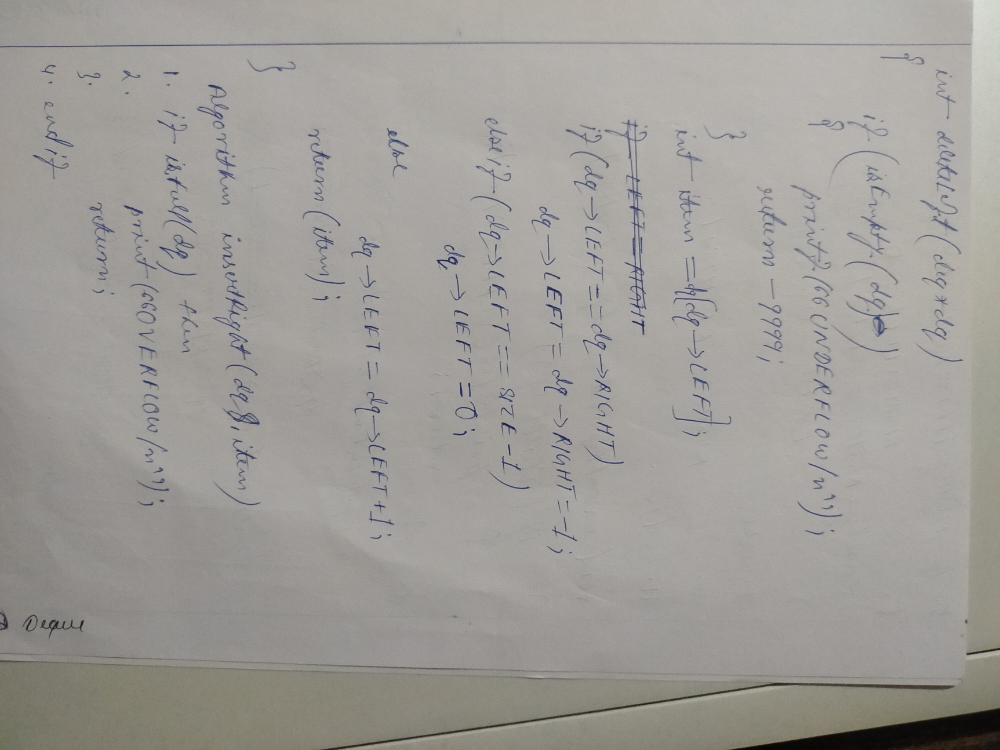 int deleteLeft(deq *dq)
{
if (isEmpty(dq))
{
printf(“UNDERFLOW/n”);
return -9999;
}
int item = dq[dq→LEFT];
if LEFT == RIGHT
if (dq→LEFT == dq→RIGHT)
dq→LEFT = dq→RIGHT = -1;
else if (dq→LEFT == SIZE-1)
dq→LEFT = 0;
else
dq→LEFT = dq→LEFT+1;
return (item);
}
Algorithm insertRight(dq, item)
1. if isfull(dq) then
2. print(“OVERFLOW/n”);
3. return;
4. end if
Deque